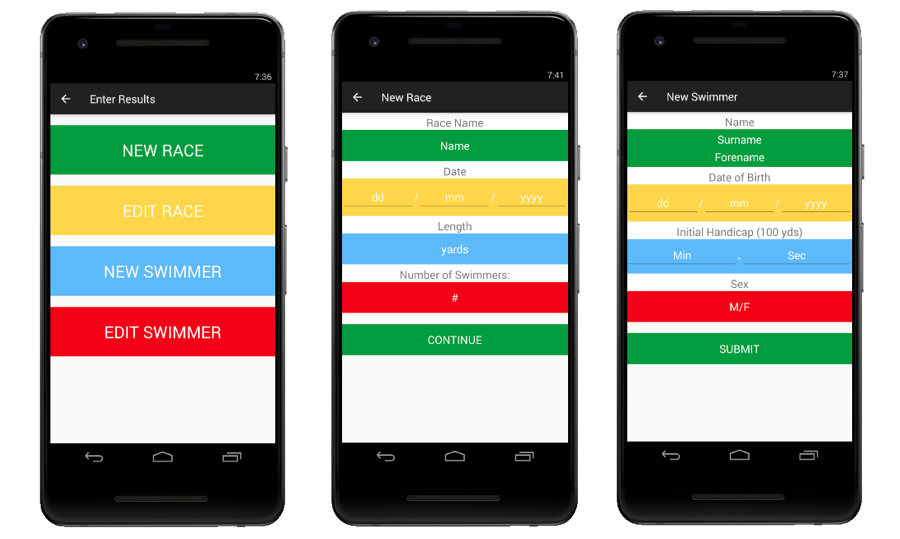 7:36
Enter Results
NEW RACE
EDIT RACE
NEW SWIMMER
EDIT SWIMMER
7:41
New Race
Race Name
Name
Date
dd / mm / yyyy
Length
yards
Number of Swimmers:
#
CONTINUE
7:37
New Swimmer
Name
Surname
Forename
Date of Birth
dd / mm / yyyy
Initial Handicap (100 yds)
Min . Sec
Sex
M/F
SUBMIT